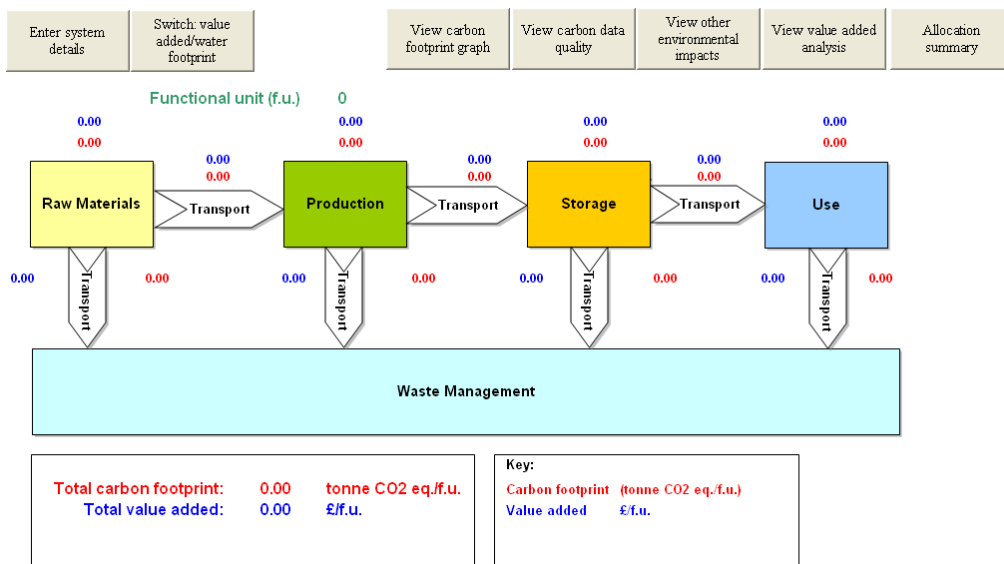 Enter system
details
Switch: value
added/water
footprint
View carbon
footprint graph
View carbon data
quality
View other
environmental
impacts
View value added
analysis
Allocation
summary
Functional unit (f.u.) 0
0.00 0.00 0.00 0.00
0.00 0.00 0.00 0.00
0.00 0.00 0.00
0.00 0.00 0.00
Raw Materials Transport Production Transport Storage Transport Use
0.00 Transport 0.00 0.00 Transport 0.00 0.00 Transport 0.00 0.00 Transport 0.00
Waste Management
Total carbon footprint: 0.00 tonne CO2 eq./f.u.
Total value added: 0.00 £/f.u.
Key:
Carbon footprint (tonne CO2 eq./f.u.)
Value added £/f.u.